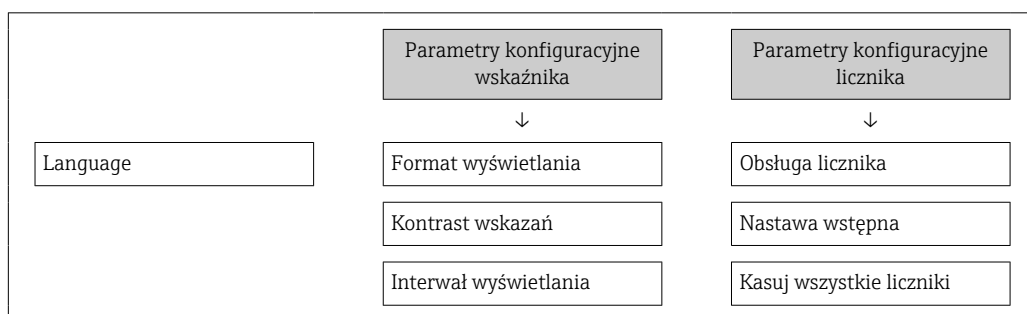 Parametry konfiguracyjne
wskaźnika
Parametry konfiguracyjne
licznika
↓
↓
Language
Format wyświetlania
Obsługa licznika
Kontrast wskazań
Nastawa wstępna
Interwał wyświetlania
Kasuj wszystkie liczniki